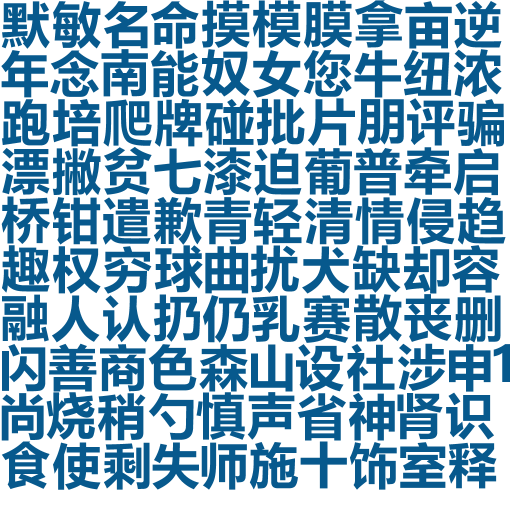 默敏名命摸模膜拿亩逆
年念南能奴女您牛纽浓
跑培爬牌碰批片朋评骗
漂撇贫七漆迫葡普牵启
桥钳遣歉青轻清情侵趋
趣权穷球曲扰犬缺却容
融人认扔仍乳赛散丧删
闪善商色森山设社涉申1
尚烧稍勺慎声省神肾识
食使剩失师施十饰室释